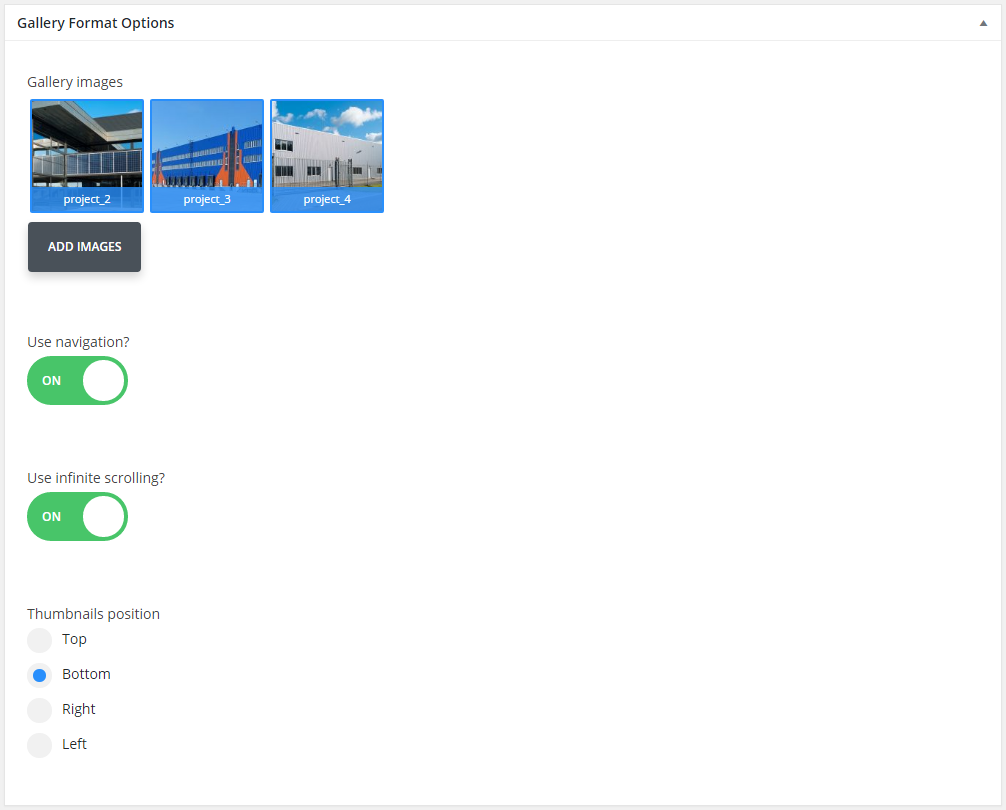 Gallery Format Options
Gallery images
project_2 project_3 project_4
ADD IMAGES
Use navigation?
ON
Use infinite scrolling?
ON
Thumbnails position
Top
Bottom
Right
Left